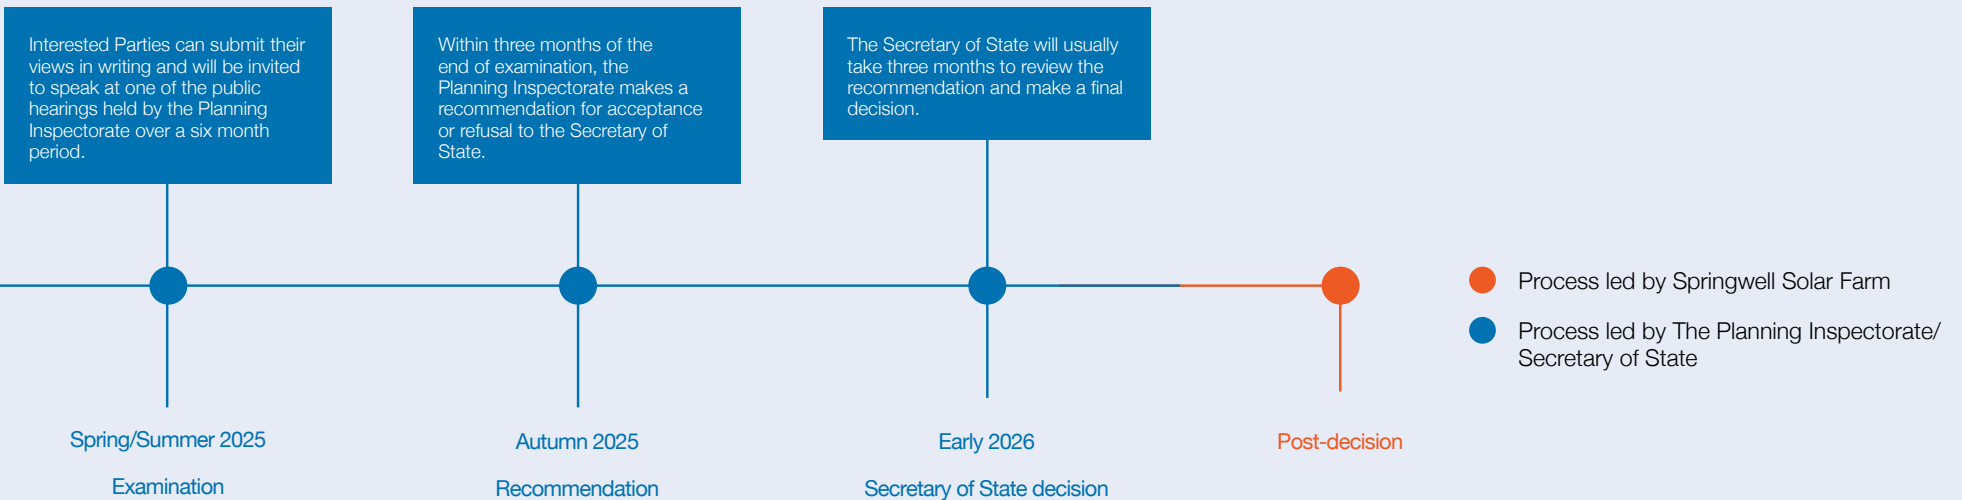 Interested Parties can submit their
views in writing and will be invited
to speak at one of the public
hearings held by the Planning
Inspectorate over a six month
period.
Within three months of the
end of examination, the
Planning Inspectorate makes a
recommendation for acceptance
or refusal to the Secretary of
State.
The Secretary of State will usually
take three months to review the
recommendation and make a final
decision.
Process led by Springwell Solar Farm
Process led by The Planning Inspectorate/
Secretary of State
Spring/Summer 2025
Examination
Autumn 2025
Recommendation
Early 2026
Secretary of State decision
Post-decision